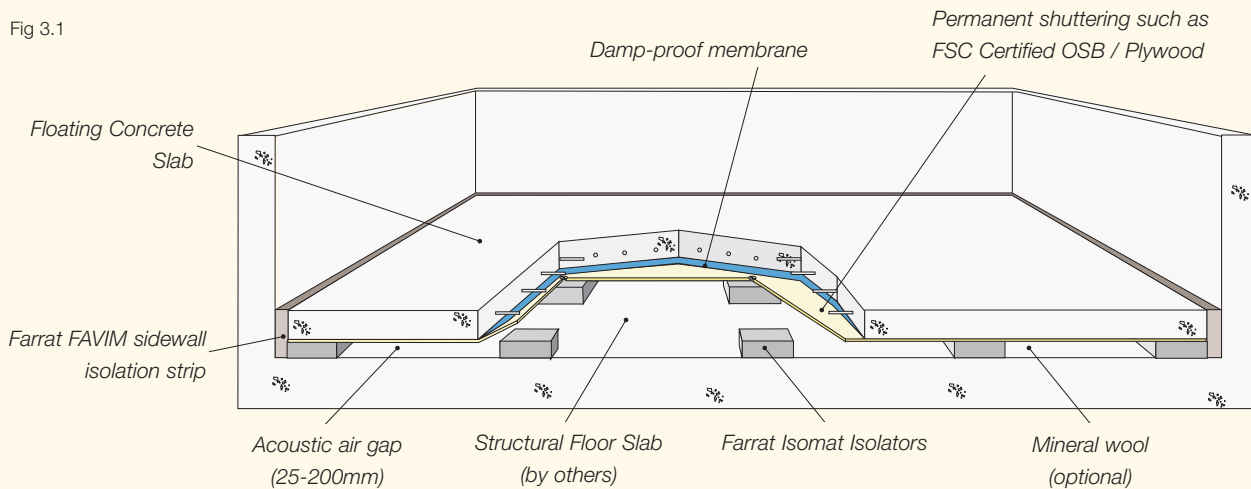 Fig 3.1
Permanent shuttering such as
FSC Certified OSB / Plywood
Damp-proof membrane
Floating Concrete
Slab
Farrat FAVIM sidewall
isolation strip
Acoustic air gap
(25-200mm)
Structural Floor Slab
(by others)
Farrat Isomat Isolators
Mineral wool
(optional)